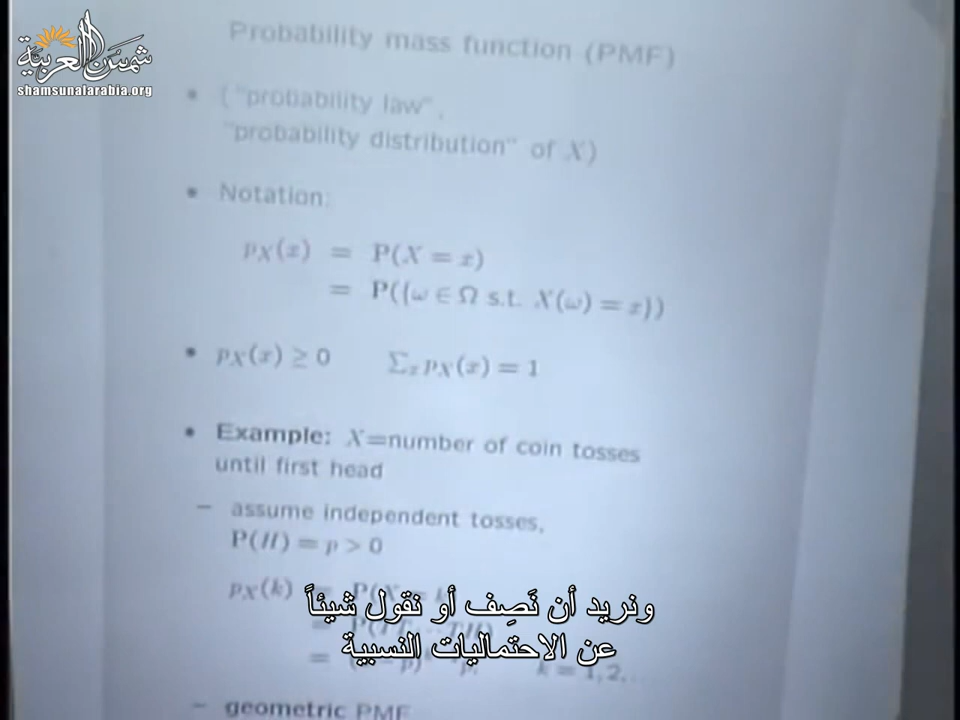 شمس العربية
shamsunalarabia.org
Probability mass function (PMF)
• ("probability law",
"probability distribution" of X)
• Notation:
pX(x) = P(X = x)
= P({ω ∈ Ω s.t. X(ω) = x})
• pX(x) ≥ 0 Σx pX(x) = 1
• Example: X=number of coin tosses
until first head
– assume independent tosses,
P(H) = p > 0
pX(k)
k = 1, 2, ...
– geometric PMF
ونريد أن نَصِف أو نقول شيئاً
عن الاحتماليات النسبية